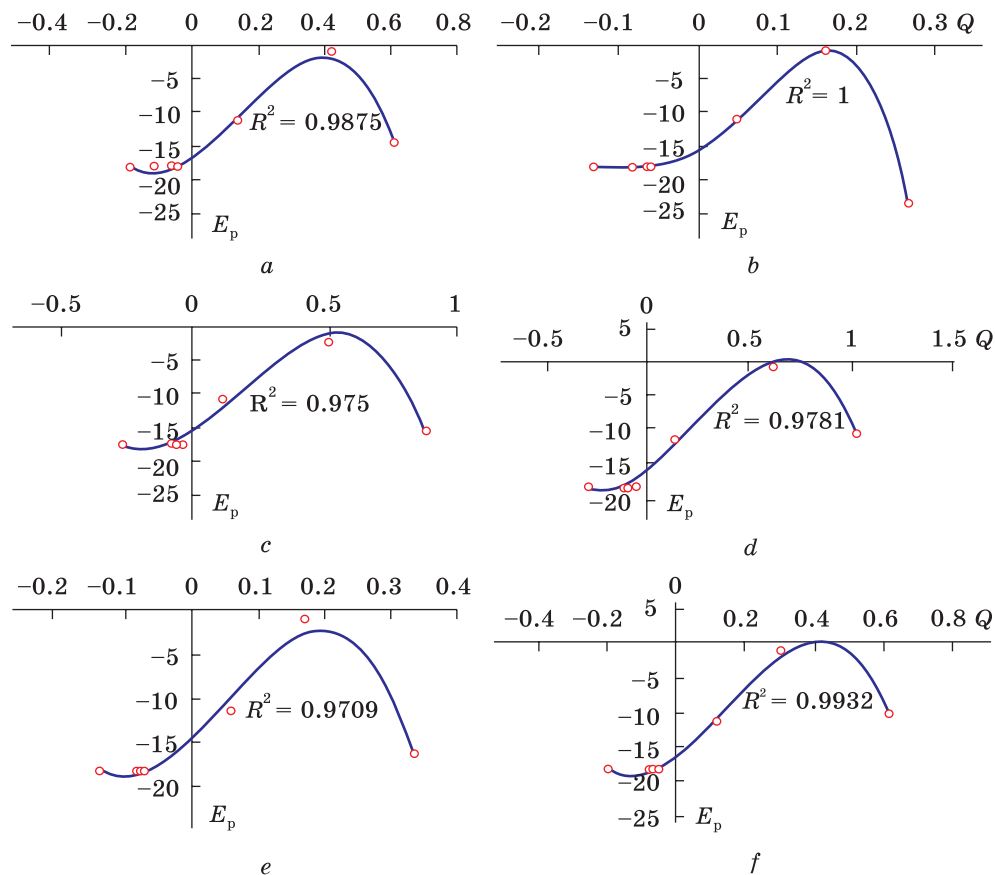 −0.4 −0.2 0 0.2 0.4 0.6 0.8
−5
−10
R² = 0.9875
−15
−20
−25
Eₚ
a
−0.2 −0.1 0 0.1 0.2 0.3 Q
−5
R² = 1
−10
−15
−20
−25
Eₚ
b
−0.5 0 0.5 1
−5
−10
R² = 0.975
−15
−20
−25
Eₚ
c
0
5
−0.5 0.5 1 1.5 Q
−5
R² = 0.9781
−10
−15
−20
Eₚ
d
−0.2 −0.1 0 0.1 0.2 0.3 0.4
−5
−10
R² = 0.9709
−15
−20
Eₚ
e
0
5
−0.4 −0.2 0.2 0.4 0.6 0.8 Q
−5
R² = 0.9932
−10
−15
−20
−25
Eₚ
f